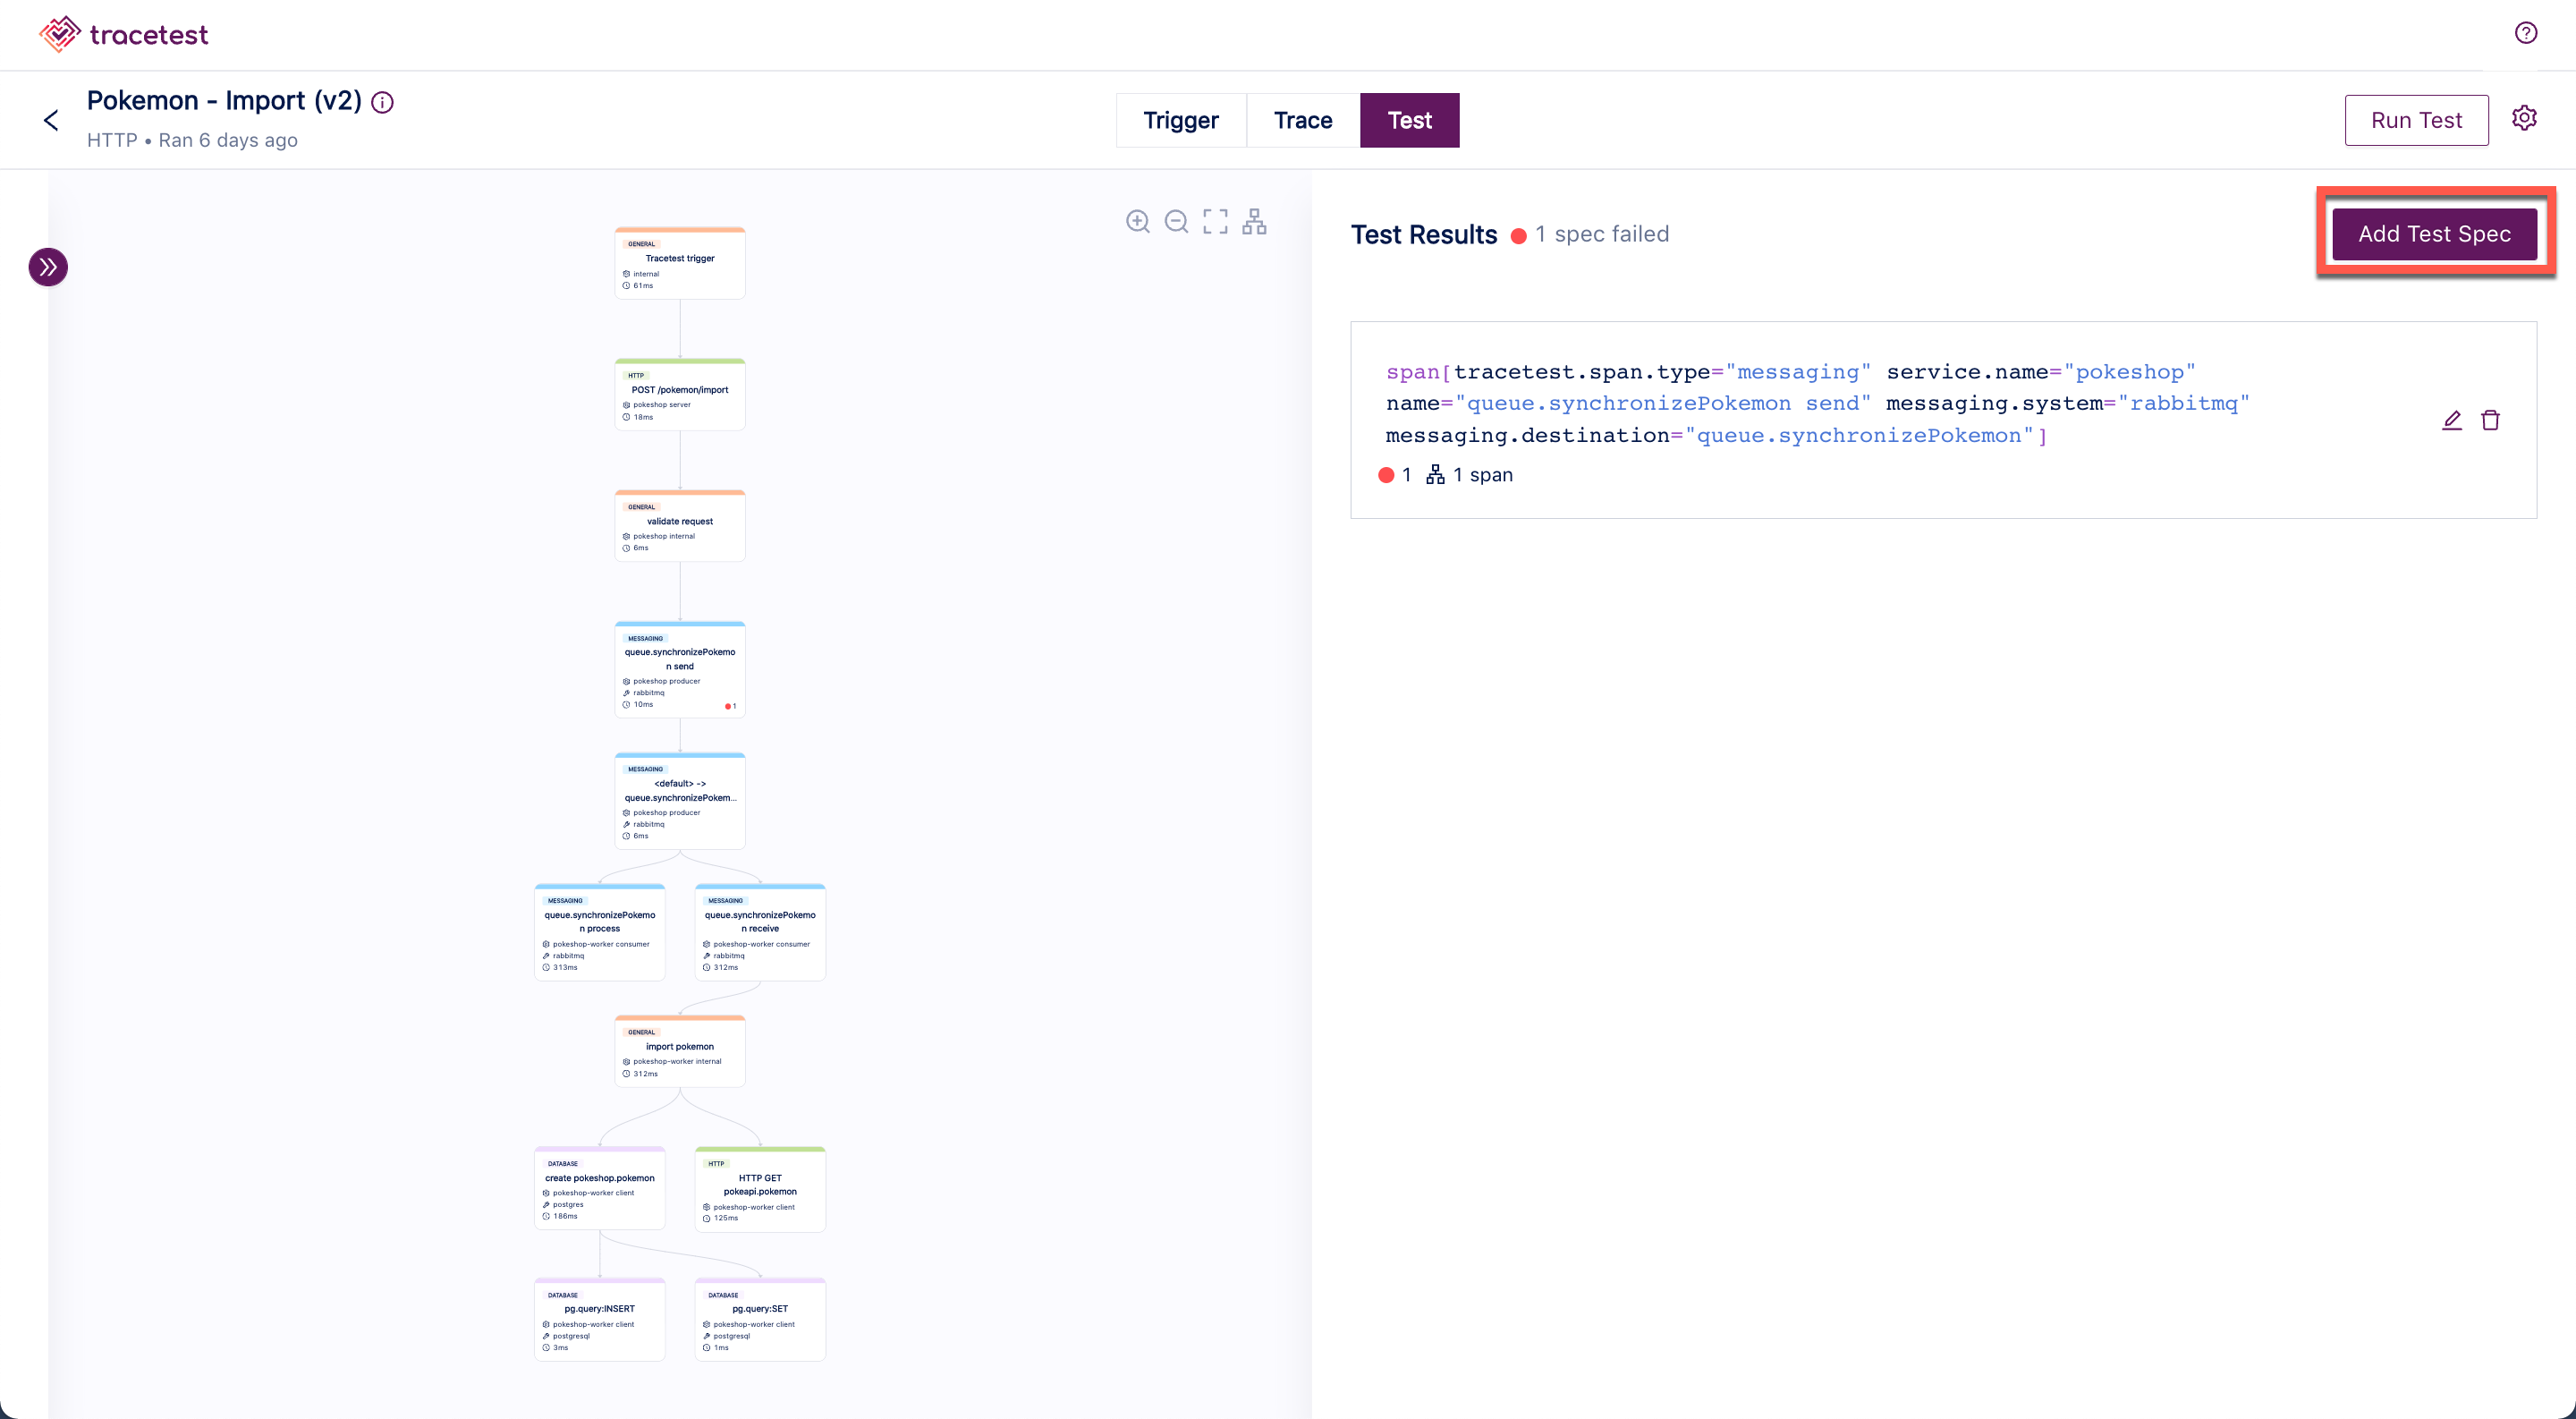 tracetest
Pokemon - Import (v2)
HTTP • Ran 6 days ago
Trigger
Trace
Test
Run Test
GENERAL
Tracetest trigger
internal
61ms
HTTP
POST /pokemon/import
pokeshop server
18ms
GENERAL
validate request
pokeshop internal
6ms
MESSAGING
queue.synchronizePokemo
n send
pokeshop producer
rabbitmq
10ms
1
MESSAGING
<default> ->
queue.synchronizePokem...
pokeshop producer
rabbitmq
6ms
MESSAGING
queue.synchronizePokemo
n process
pokeshop-worker consumer
rabbitmq
313ms
MESSAGING
queue.synchronizePokemo
n receive
pokeshop-worker consumer
rabbitmq
312ms
GENERAL
import pokemon
pokeshop-worker internal
312ms
DATABASE
create pokeshop.pokemon
pokeshop-worker client
postgres
186ms
HTTP
HTTP GET
pokeapi.pokemon
pokeshop-worker client
125ms
DATABASE
pg.query:INSERT
pokeshop-worker client
postgresql
3ms
DATABASE
pg.query:SET
pokeshop-worker client
postgresql
1ms
Test Results
1 spec failed
Add Test Spec
span[tracetest.span.type="messaging" service.name="pokeshop"
name="queue.synchronizePokemon send" messaging.system="rabbitmq"
messaging.destination="queue.synchronizePokemon"]
1 1 span